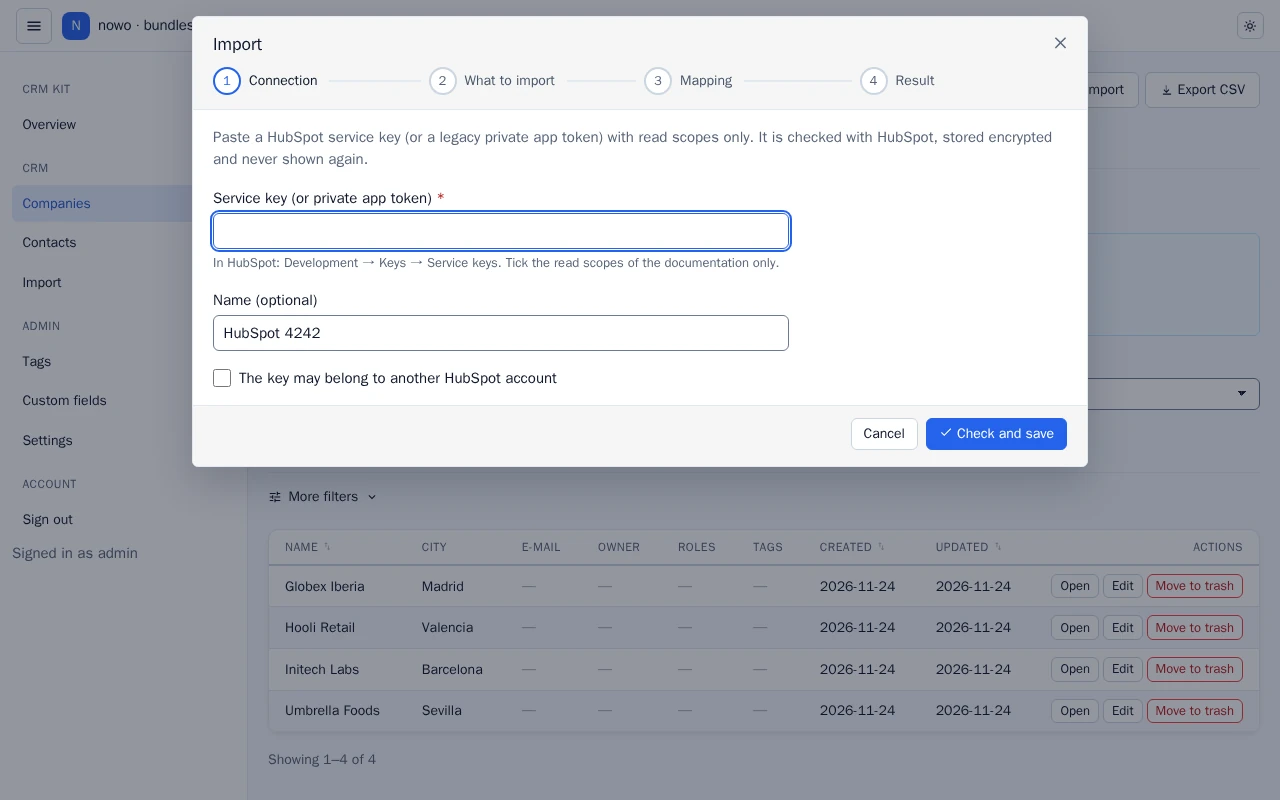 N nowo · bundles
Import
1 Connection 2 What to import 3 Mapping 4 Result
Paste a HubSpot service key (or a legacy private app token) with read scopes only. It is checked with HubSpot, stored encrypted
and never shown again.
Service key (or private app token) *
In HubSpot: Development → Keys → Service keys. Tick the read scopes of the documentation only.
Name (optional)
HubSpot 4242
The key may belong to another HubSpot account
Cancel Check and save
CRM KIT
Overview
CRM
Companies
Contacts
Import
ADMIN
Tags
Custom fields
Settings
ACCOUNT
Sign out
Signed in as admin
Export CSV
More filters
NAME CITY E-MAIL OWNER ROLES TAGS CREATED UPDATED ACTIONS
Globex Iberia Madrid — — — — 2026-11-24 2026-11-24 Open Edit Move to trash
Hooli Retail Valencia — — — — 2026-11-24 2026-11-24 Open Edit Move to trash
Initech Labs Barcelona — — — — 2026-11-24 2026-11-24 Open Edit Move to trash
Umbrella Foods Sevilla — — — — 2026-11-24 2026-11-24 Open Edit Move to trash
Showing 1–4 of 4